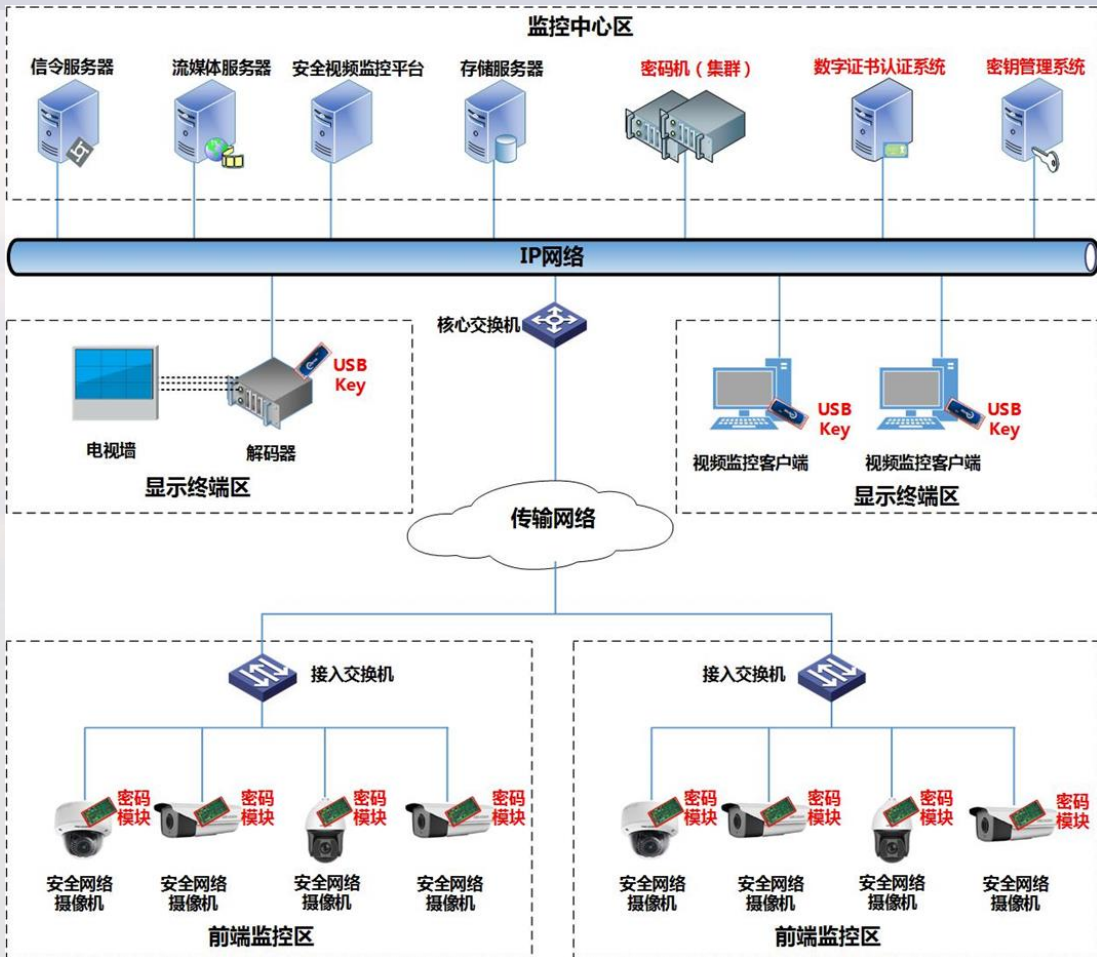 监控中心区
信令服务器
流媒体服务器
安全视频监控平台
存储服务器
密码机（集群）
数字证书认证系统
密钥管理系统
IP网络
核心交换机
USB
Key
电视墙
解码器
显示终端区
USB
Key
USB
Key
视频监控客户端
视频监控客户端
显示终端区
传输网络
接入交换机
密码
模块
密码
模块
密码
模块
密码
模块
安全网络
摄像机
安全网络
摄像机
安全网络
摄像机
安全网络
摄像机
前端监控区
接入交换机
密码
模块
密码
模块
密码
模块
密码
模块
安全网络
摄像机
安全网络
摄像机
安全网络
摄像机
安全网络
摄像机
前端监控区